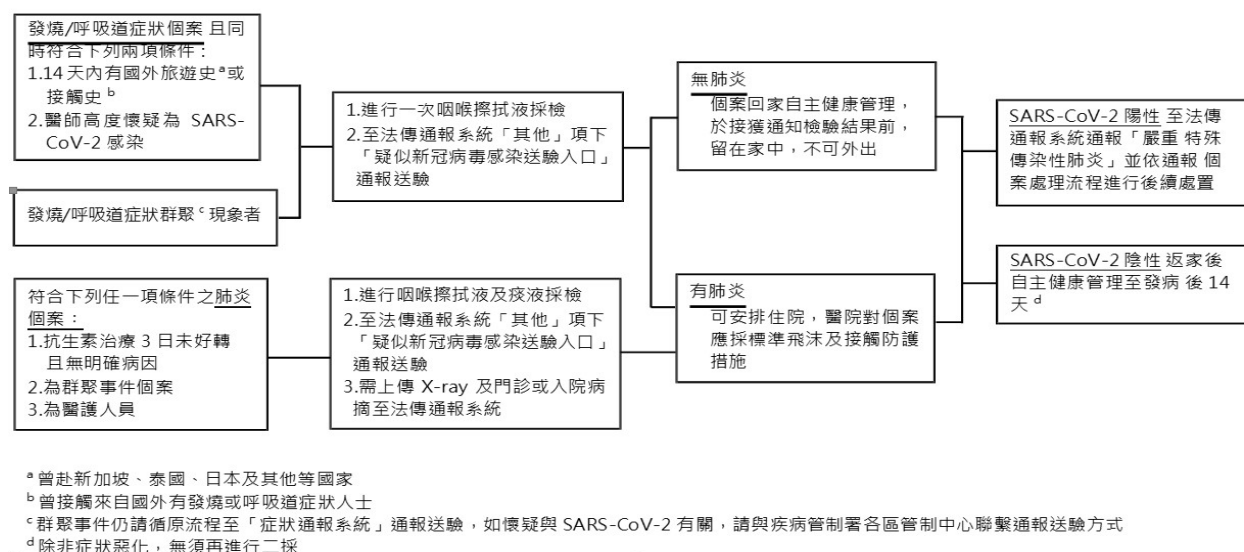 發燒/呼吸道症狀個案 且同
時符合下列兩項條件：
1.14 天內有國外旅遊史ᵃ或
接觸史ᵇ
2.醫師高度懷疑為 SARS-
CoV-2 感染
發燒/呼吸道症狀群聚ᶜ現象者
1.進行一次咽喉擦拭液採檢
2.至法傳通報系統「其他」項下
「疑似新冠病毒感染送驗入口」
通報送驗
無肺炎
個案回家自主健康管理，
於接獲通知檢驗結果前，
留在家中，不可外出
SARS-CoV-2 陽性 至法傳
通報系統通報「嚴重 特殊
傳染性肺炎」並依通報 個
案處理流程進行後續處置
符合下列任一項條件之肺炎
個案：
1.抗生素治療 3 日未好轉
且無明確病因
2.為群聚事件個案
3.為醫護人員
1.進行咽喉擦拭液及痰液採檢
2.至法傳通報系統「其他」項下
「疑似新冠病毒感染送驗入口」
通報送驗
3.需上傳 X-ray 及門診或入院病
摘至法傳通報系統
有肺炎
可安排住院，醫院對個案
應採標準飛沫及接觸防護
措施
SARS-CoV-2 陰性 返家後
自主健康管理至發病 後 14
天ᵈ
ᵃ 曾赴新加坡、泰國、日本及其他等國家
ᵇ 曾接觸來自國外有發燒或呼吸道症狀人士
ᶜ 群聚事件仍請循原流程至「症狀通報系統」通報送驗，如懷疑與 SARS-CoV-2 有關，請與疾病管制署各區管制中心聯繫通報送驗方式
ᵈ 除非症狀惡化，無須再進行二採